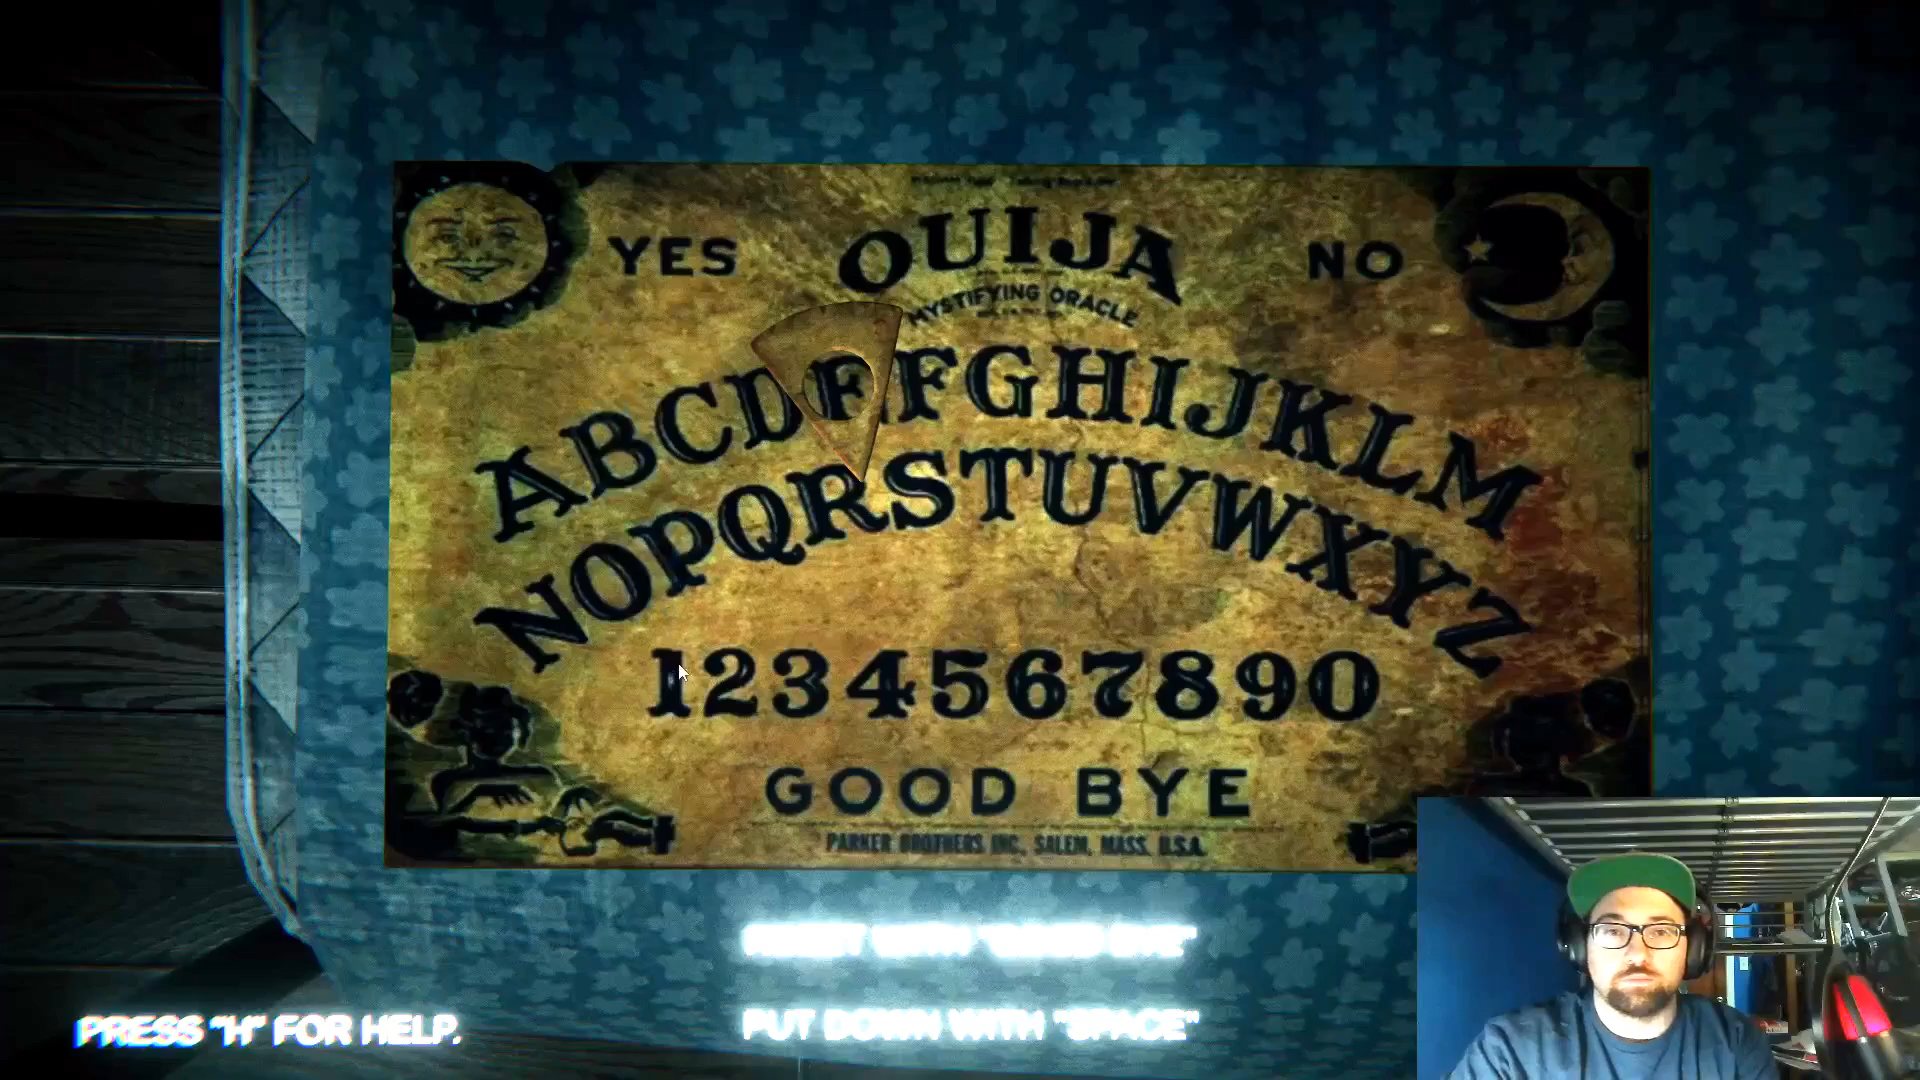 YES OUIJA NO
MYSTIFYING ORACLE
ABCDEFGHIJKLM
NOPQRSTUVWXYZ
1234567890
GOOD BYE
PARKER BROTHERS, INC., SALEM, MASS. U.S.A.
WITH "GOOD BYE"
PUT DOWN WITH "SPACE"
PRESS "H" FOR HELP.